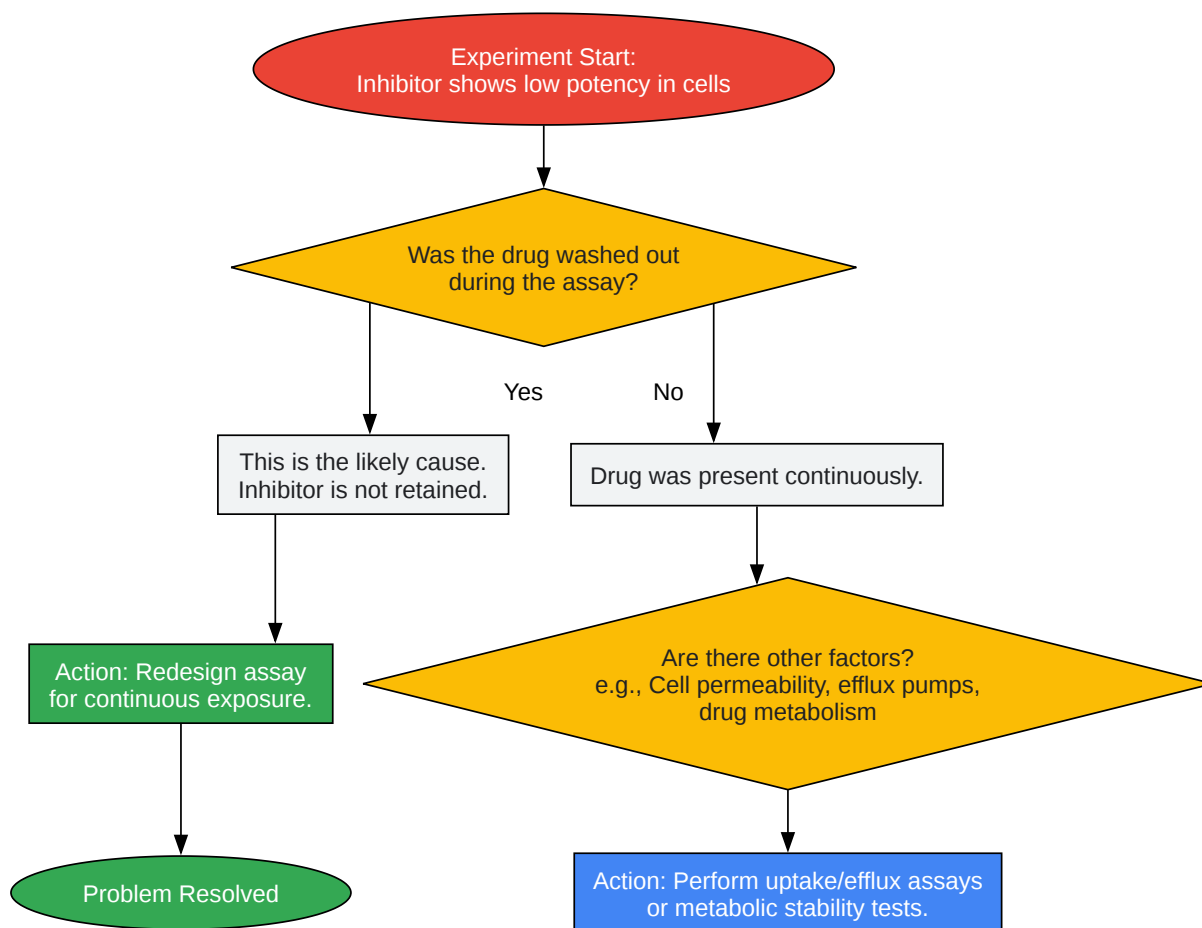 Experiment Start:
Inhibitor shows low potency in cells
Was the drug washed out
during the assay?
Yes
No
This is the likely cause.
Inhibitor is not retained.
Drug was present continuously.
Action: Redesign assay
for continuous exposure.
Are there other factors?
e.g., Cell permeability, efflux pumps,
drug metabolism
Problem Resolved
Action: Perform uptake/efflux assays
or metabolic stability tests.